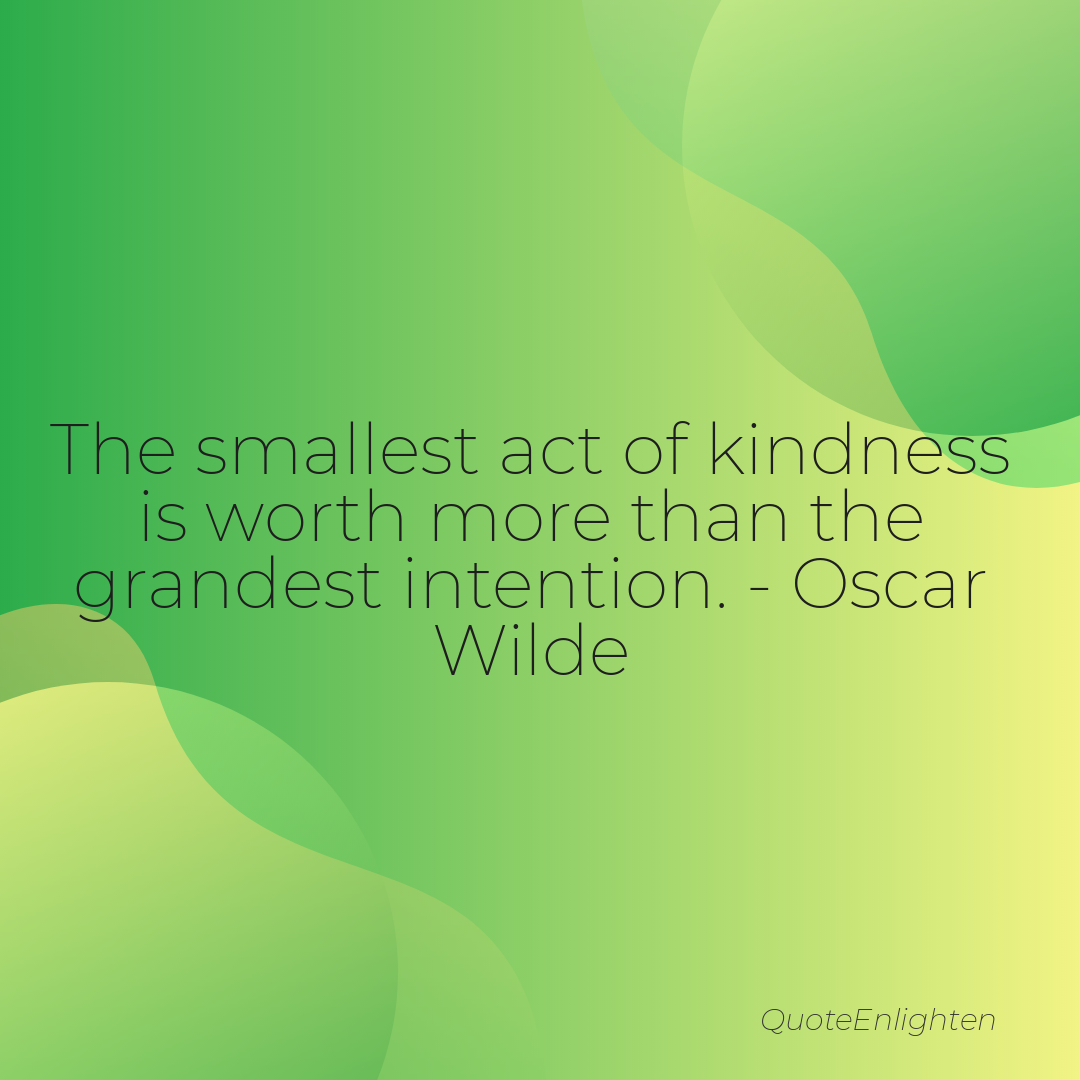 The smallest act of kindness
is worth more than the
grandest intention. - Oscar
Wilde
QuoteEnlighten